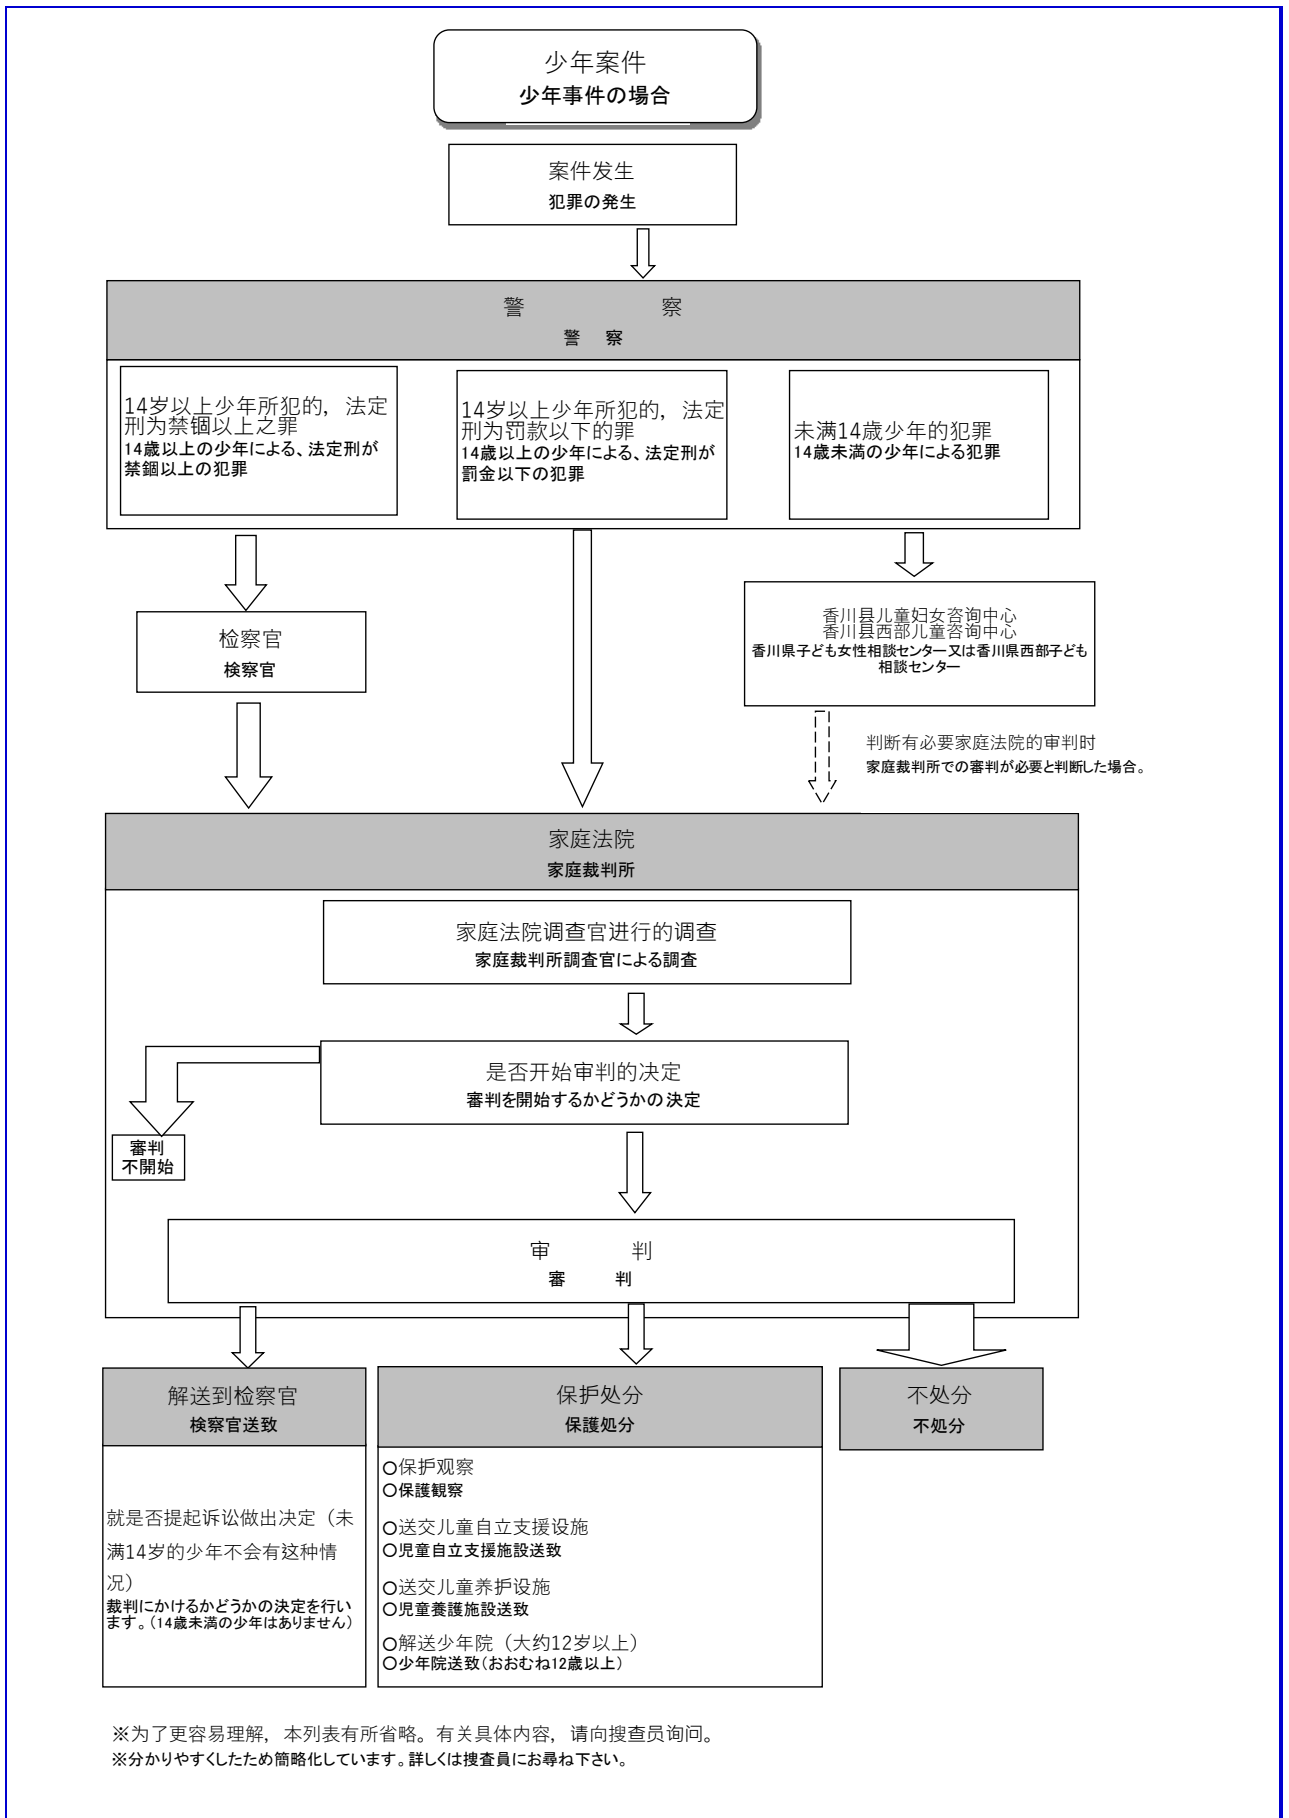 少年案件
少年事件の場合
案件发生
犯罪の発生
警 察
警 察
14岁以上少年所犯的，法定
刑为禁锢以上之罪
14歳以上の少年による、法定刑が
禁錮以上の犯罪
14岁以上少年所犯的，法定
刑为罚款以下的罪
14歳以上の少年による、法定刑が
罰金以下の犯罪
未满14歳少年的犯罪
14歳未満の少年による犯罪
检察官
検察官
香川县儿童妇女咨询中心
香川县西部儿童咨询中心
香川県子ども女性相談センター又は香川県西部子ども
相談センター
判断有必要家庭法院的审判时
家庭裁判所での審判が必要と判断した場合。
家庭法院
家庭裁判所
家庭法院调查官进行的调查
家庭裁判所調査官による調査
是否开始审判的决定
審判を開始するかどうかの決定
審判
不開始
审 判
審 判
解送到检察官
検察官送致
就是否提起诉讼做出决定（未
满14岁的少年不会有这种情
况）
裁判にかけるかどうかの決定を行い
ます。（14歳未満の少年はありません）
保护处分
保護処分
○保护观察
○保護観察
○送交儿童自立支援设施
○児童自立支援施設送致
○送交儿童养护设施
○児童養護施設送致
○解送少年院（大约12岁以上）
○少年院送致（おおむね12歳以上）
不处分
不処分
※为了更容易理解，本列表有所省略。有关具体内容，请向搜查员询问。
※分かりやすくしたため簡略化しています。詳しくは捜査員にお尋ね下さい。